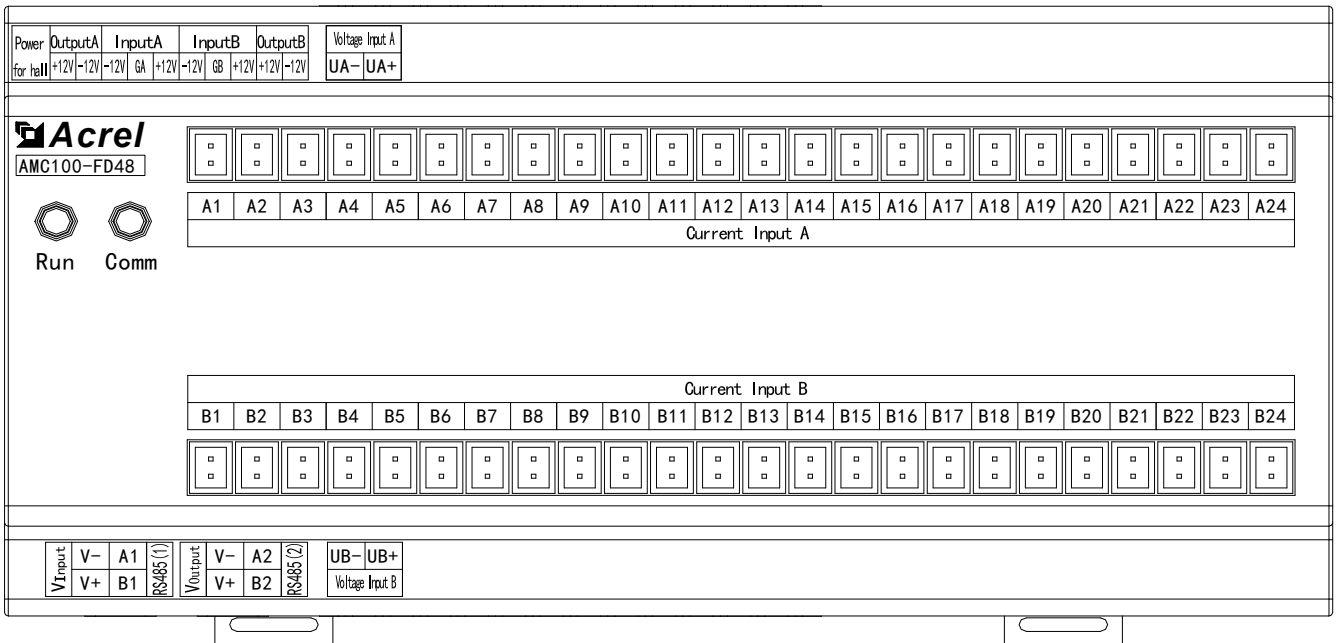 Power OutputA InputA InputB OutputB Voltage Input A
for hall +12V -12V -12V GA +12V -12V GB +12V +12V -12V UA- UA+
Acrel
AMC100-FD48
A1 A2 A3 A4 A5 A6 A7 A8 A9 A10 A11 A12 A13 A14 A15 A16 A17 A18 A19 A20 A21 A22 A23 A24
Current Input A
Run Comm
Current Input B
B1 B2 B3 B4 B5 B6 B7 B8 B9 B10 B11 B12 B13 B14 B15 B16 B17 B18 B19 B20 B21 B22 B23 B24
VInput V- A1 RS485(1) VOutput V- A2 RS485(2) UB- UB+
V+ B1 V+ B2 Voltage Input B